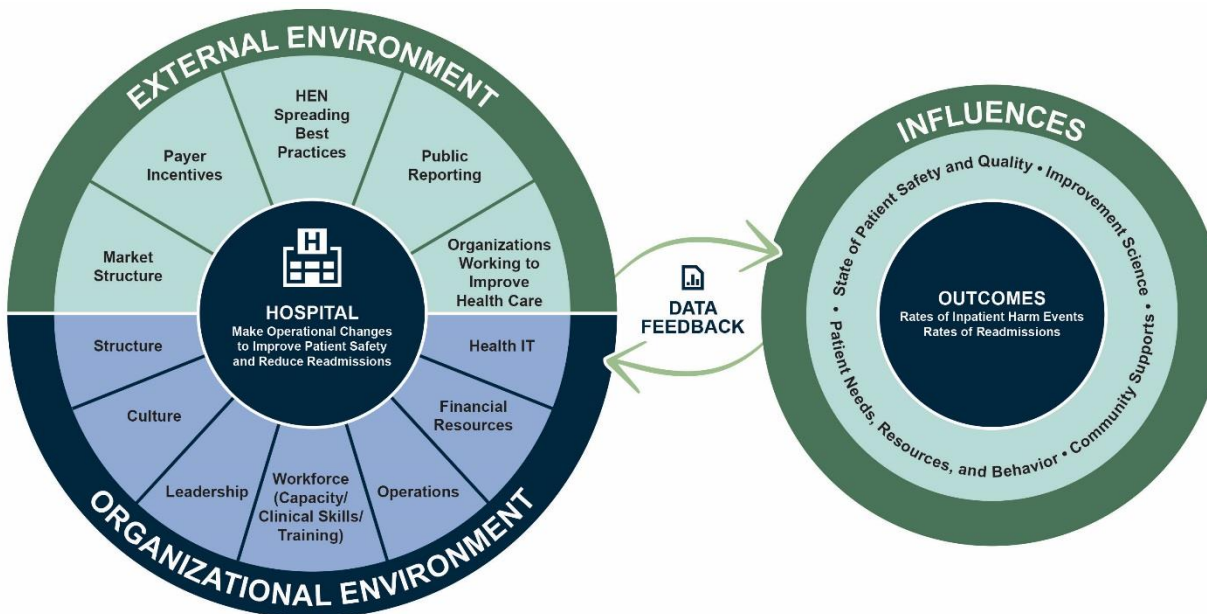 EXTERNAL ENVIRONMENT
HEN
Spreading
Best
Practices
Payer
Incentives
Public
Reporting
Market
Structure
Organizations
Working to
Improve
Health Care
H
HOSPITAL
Make Operational Changes
to Improve Patient Safety
and Reduce Readmissions
Structure
Health IT
Culture
Financial
Resources
Leadership
Workforce
(Capacity/
Clinical Skills/
Training)
Operations
ORGANIZATIONAL ENVIRONMENT
DATA
FEEDBACK
INFLUENCES
• State of Patient Safety and Quality • Improvement Science •
Patient Needs, Resources, and Behavior • Community Supports
OUTCOMES
Rates of Inpatient Harm Events
Rates of Readmissions